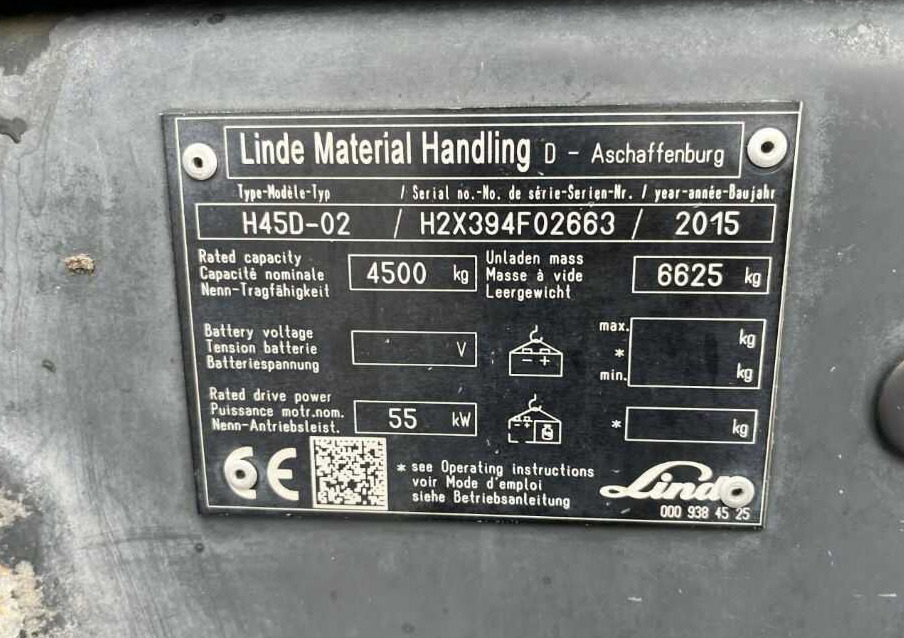 Linde Material Handling D - Aschaffenburg
Type-Modèle-Typ / Serial no.-No. de série-Serien-Nr. / year-année-Baujahr
H45D-02 / H2X394F02663 / 2015
Rated capacity
Capacité nominale
Nenn-Tragfähigkeit
4500 kg
Unladen mass
Masse à vide
Leergewicht
6625 kg
Battery voltage
Tension batterie
Batteriespannung
V
- +
max. kg
*
min. kg
Rated drive power
Puissance motr.nom.
Nenn-Antriebsleist.
55 kW
- +
* kg
CE
* see Operating instructions
voir Mode d'emploi
siehe Betriebsanleitung
Linde
000 938 45 25